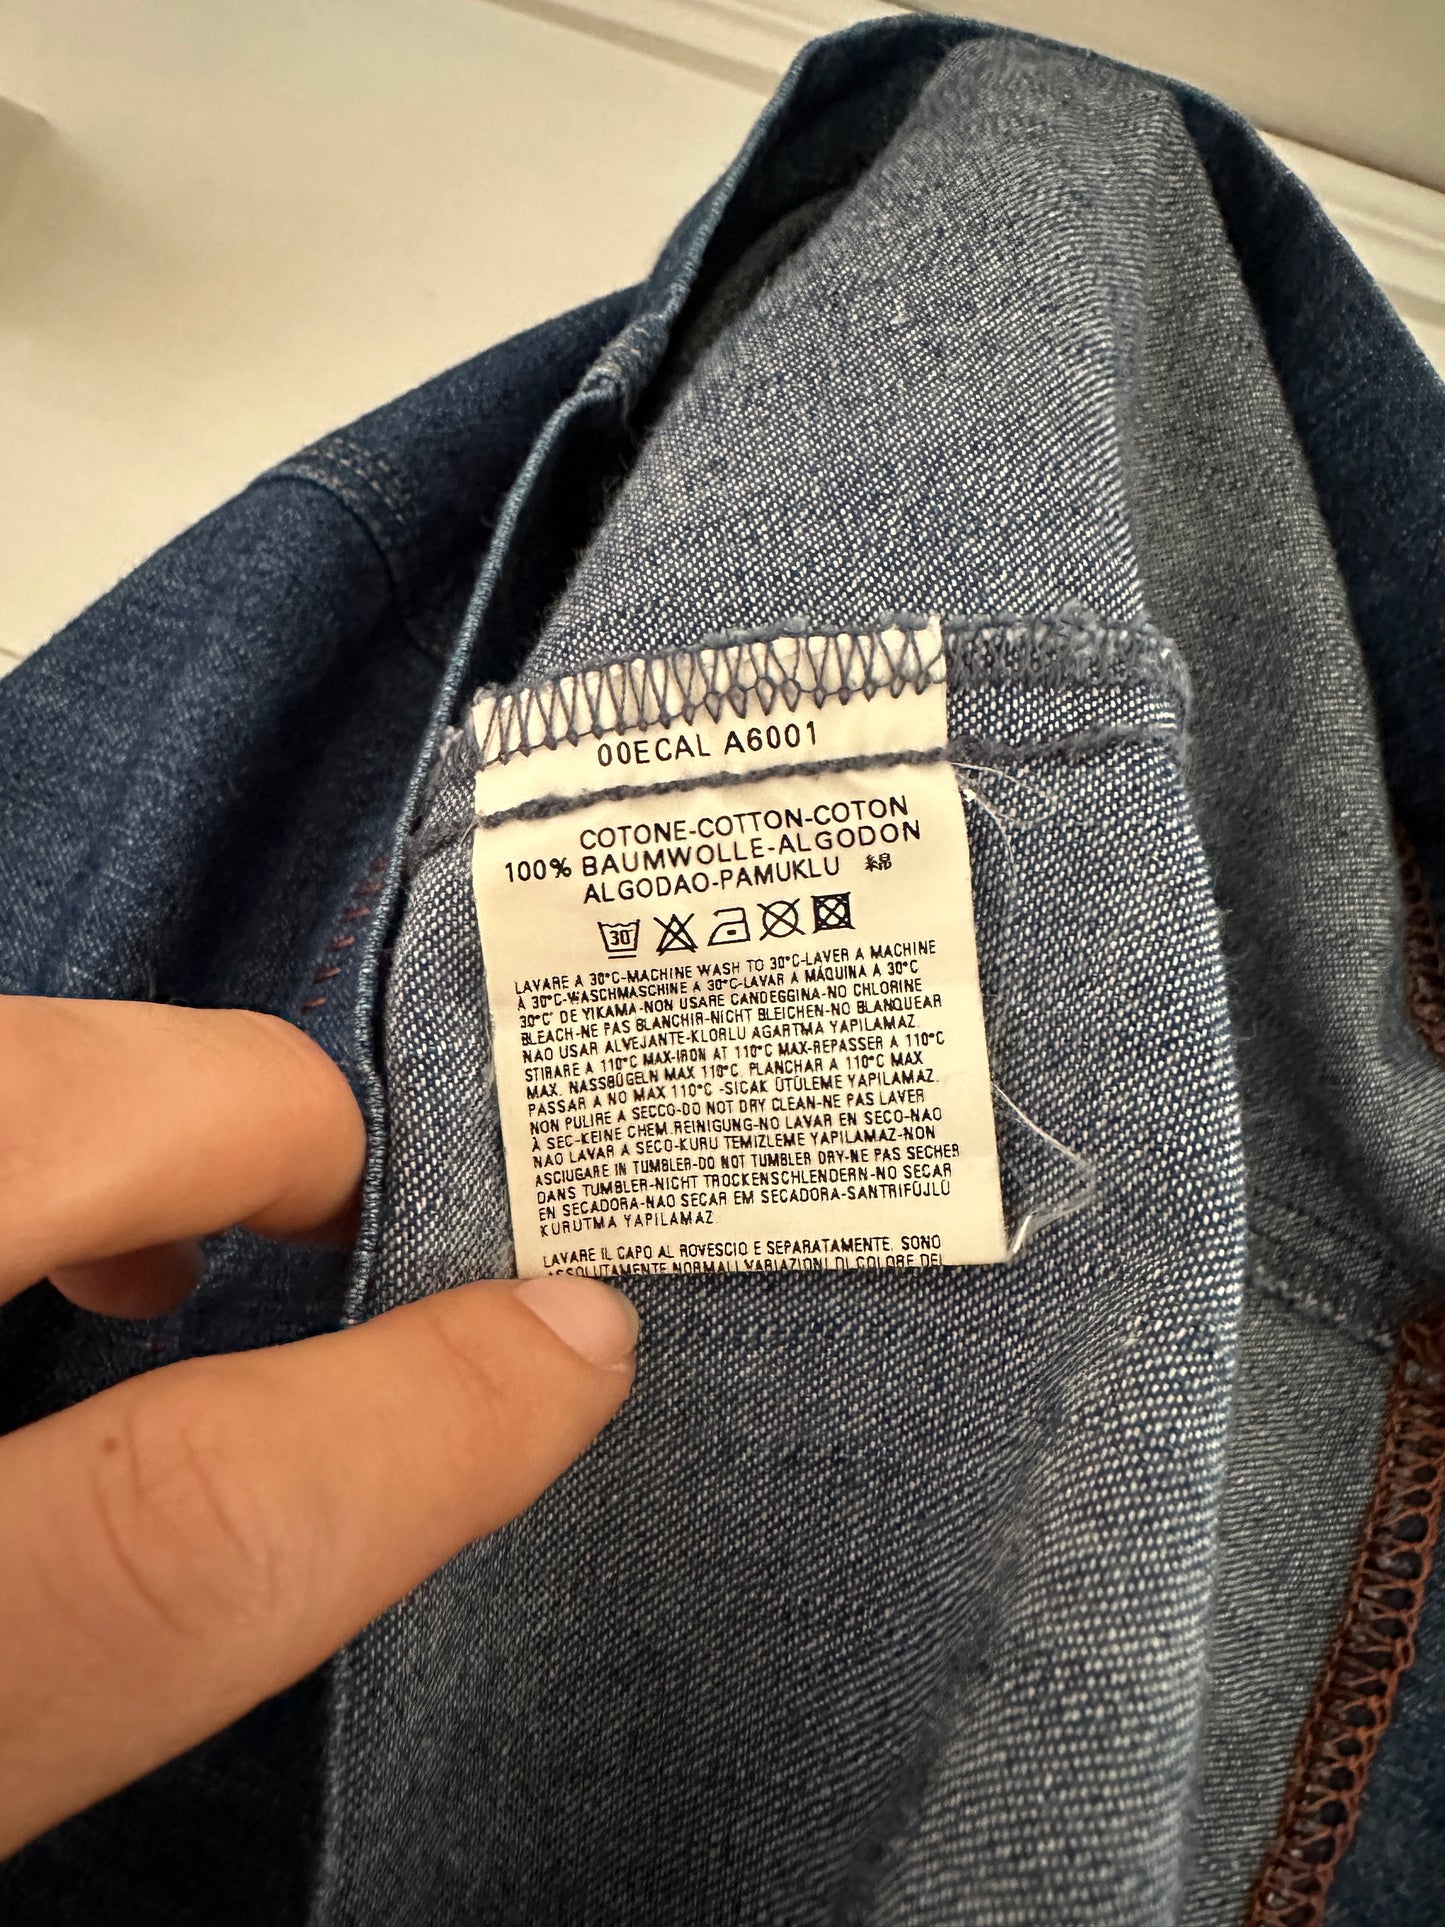 00ECAL A6001
COTONE-COTTON-COTON
100% BAUMWOLLE-ALGODON
ALGODAO-PAMUKLU 綿
30
LAVARE A 30°C-MACHINE WASH TO 30°C-LAVER A MACHINE
À 30°C-WASCHMASCHINE A 30°C-LAVAR A MÁQUINA A 30°C
30°C' DE YIKAMA-NON USARE CANDEGGINA-NO CHLORINE
BLEACH-NE PAS BLANCHIR-NICHT BLEICHEN-NO BLANQUEAR
NAO USAR ALVEJANTE-KLORLU AGARTMA YAPILAMAZ.
STIRARE A 110°C MAX-IRON AT 110°C MAX-REPASSER A 110°C
MAX. NASSBÜGELN MAX 110°C. PLANCHAR A 110°C MAX
PASSAR A NO MAX 110°C -SICAK ÜTÜLEME YAPILAMAZ.
NON PULIRE A SECCO-DO NOT DRY CLEAN-NE PAS LAVER
À SEC-KEINE CHEM.REINIGUNG-NO LAVAR EN SECO-NAO
NAO LAVAR A SECO-KURU TEMIZLEME YAPILAMAZ-NON
ASCIUGARE IN TUMBLER-DO NOT TUMBLER DRY-NE PAS SECHER
DANS TUMBLER-NICHT TROCKENSCHLENDERN-NO SECAR
EN SECADORA-NAO SECAR EM SECADORA-SANTRIFÜJLÜ
KURUTMA YAPILAMAZ
LAVARE IL CAPO AL ROVESCIO E SEPARATAMENTE. SONO
ASSOLUTAMENTE NORMALI VARIAZIONI DI COLORE DEL